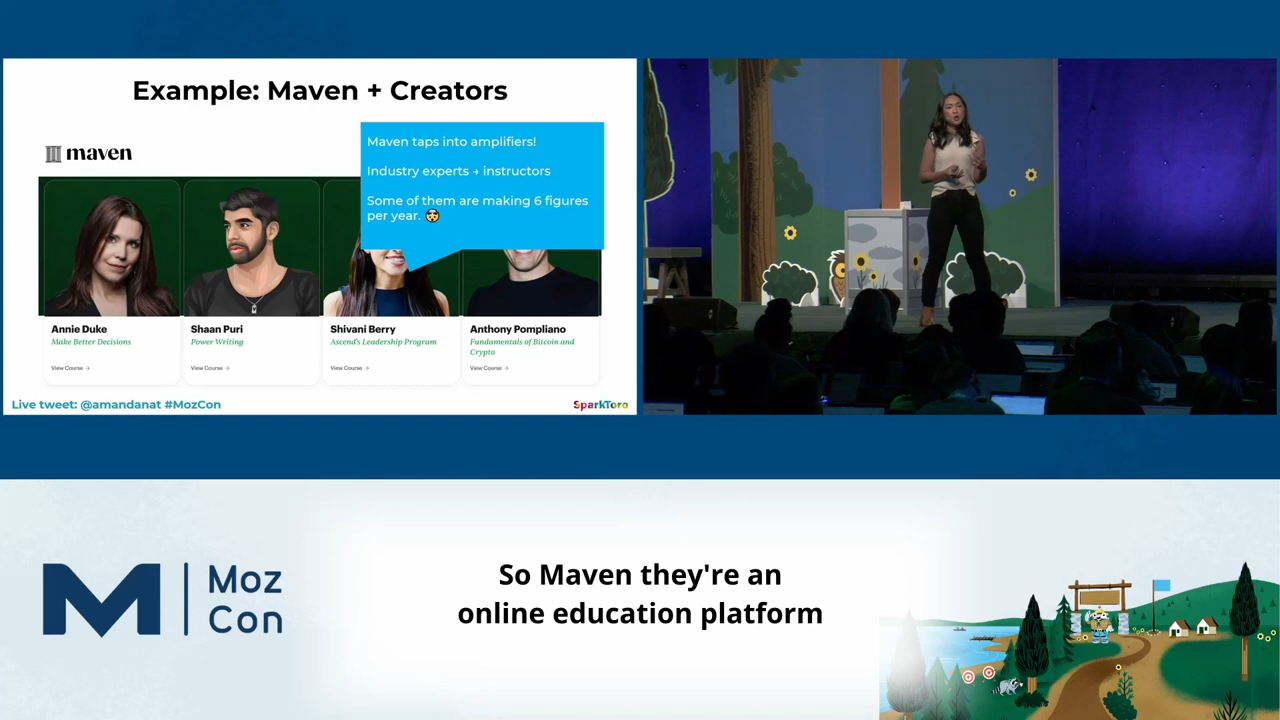 Example: Maven + Creators
maven
Maven taps into amplifiers!
Industry experts → instructors
Some of them are making 6 figures
per year. 🤯
Annie Duke
Make Better Decisions
View Course →
Shaan Puri
Power Writing
View Course →
Shivani Berry
Ascend's Leadership Program
View Course →
Anthony Pompliano
Fundamentals of Bitcoin and
Crypto
View Course →
Live tweet: @amandanat #MozCon
SparkToro
M | Moz
Con
So Maven they're an
online education platform